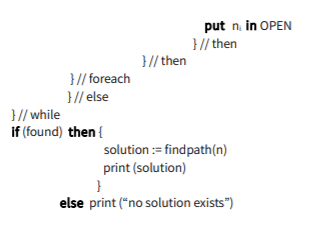 put nᵢ in OPEN
} // then
} // then
} // foreach
} // else
} // while
if (found) then {
solution := findpath(n)
print (solution)
}
else print (“no solution exists”)